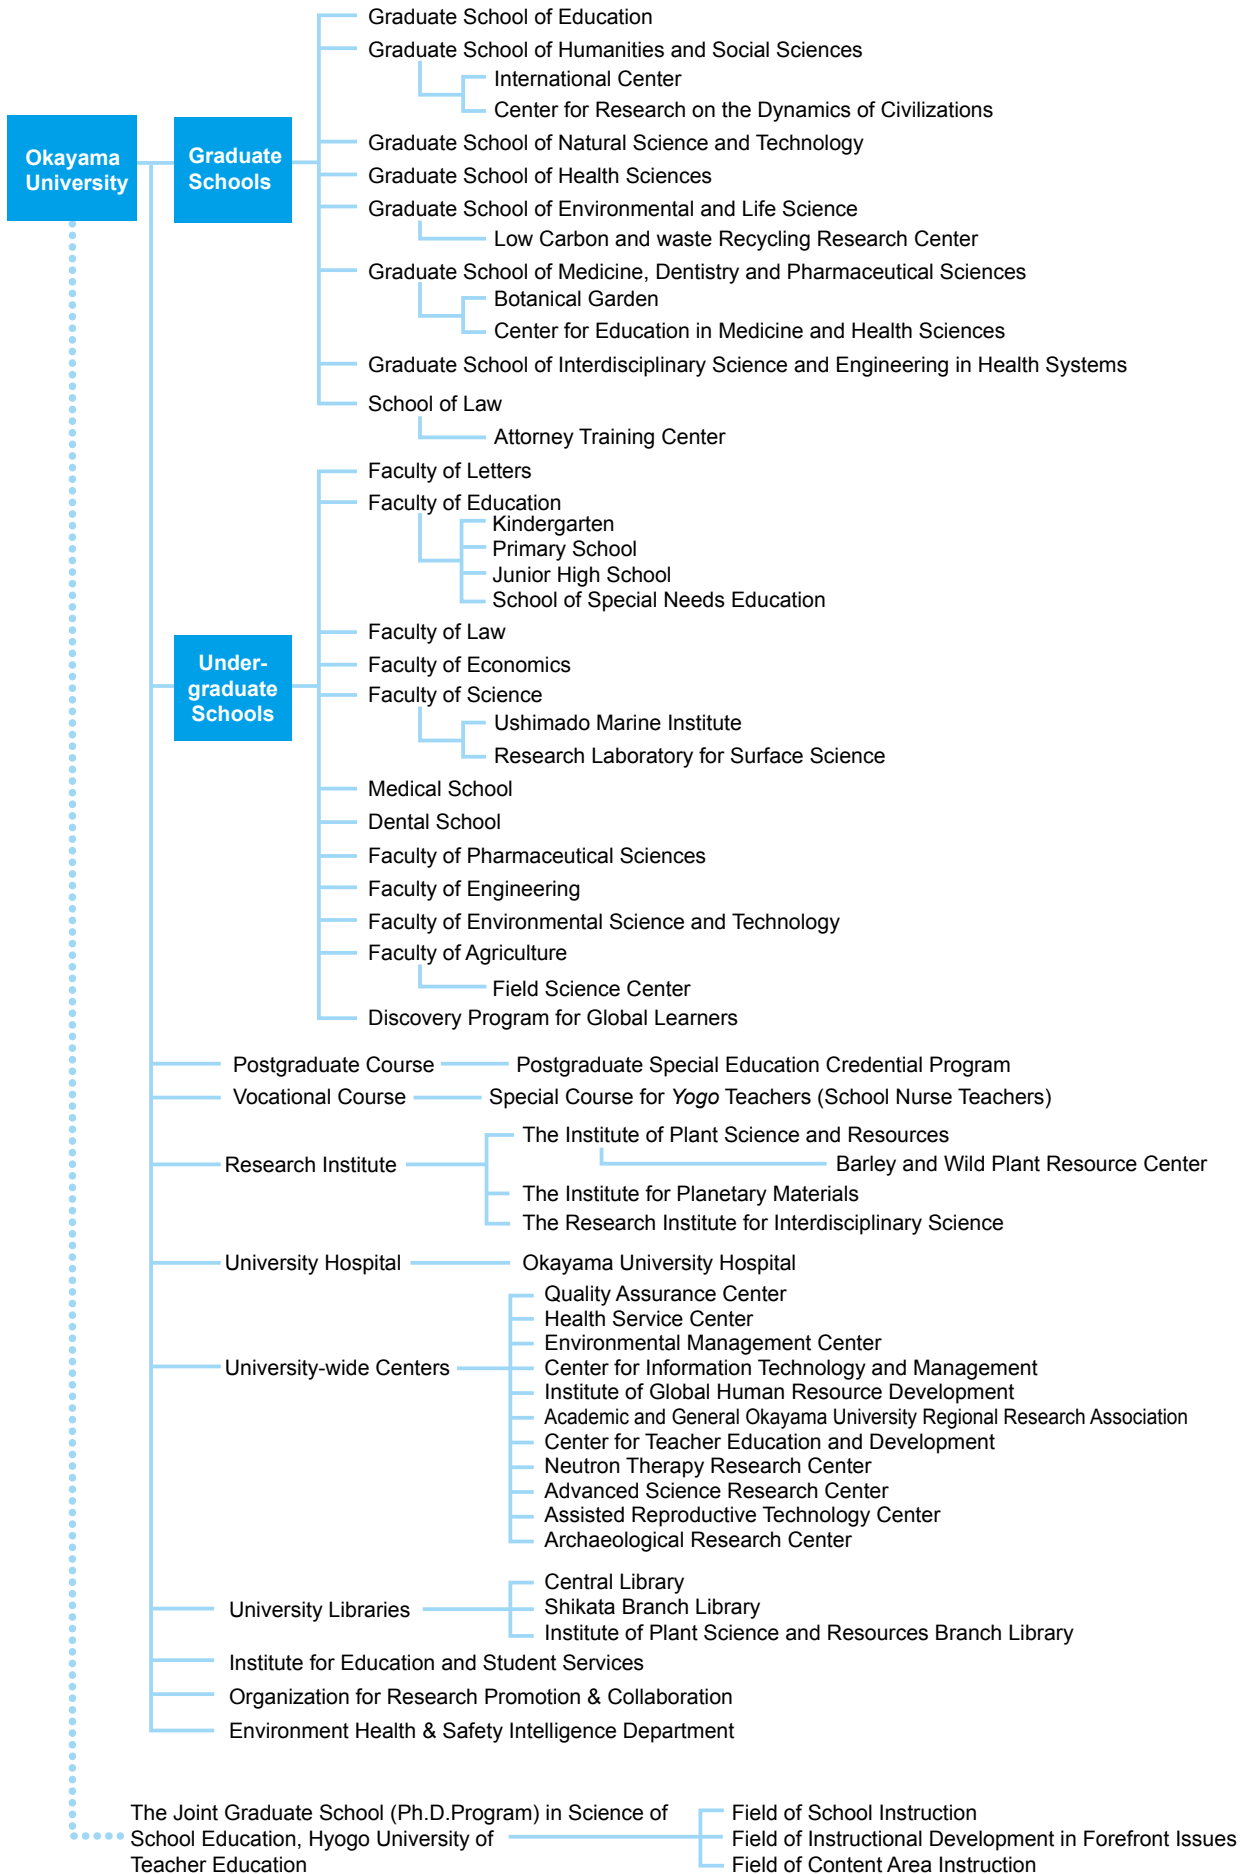 Okayama
University
Graduate
Schools
Graduate School of Education
Graduate School of Humanities and Social Sciences
International Center
Center for Research on the Dynamics of Civilizations
Graduate School of Natural Science and Technology
Graduate School of Health Sciences
Graduate School of Environmental and Life Science
Low Carbon and waste Recycling Research Center
Graduate School of Medicine, Dentistry and Pharmaceutical Sciences
Botanical Garden
Center for Education in Medicine and Health Sciences
Graduate School of Interdisciplinary Science and Engineering in Health Systems
School of Law
Attorney Training Center
Under-
graduate
Schools
Faculty of Letters
Faculty of Education
Kindergarten
Primary School
Junior High School
School of Special Needs Education
Faculty of Law
Faculty of Economics
Faculty of Science
Ushimado Marine Institute
Research Laboratory for Surface Science
Medical School
Dental School
Faculty of Pharmaceutical Sciences
Faculty of Engineering
Faculty of Environmental Science and Technology
Faculty of Agriculture
Field Science Center
Discovery Program for Global Learners
Postgraduate Course
Postgraduate Special Education Credential Program
Vocational Course
Special Course for Yogo Teachers (School Nurse Teachers)
Research Institute
The Institute of Plant Science and Resources
Barley and Wild Plant Resource Center
The Institute for Planetary Materials
The Research Institute for Interdisciplinary Science
University Hospital
Okayama University Hospital
University-wide Centers
Quality Assurance Center
Health Service Center
Environmental Management Center
Center for Information Technology and Management
Institute of Global Human Resource Development
Academic and General Okayama University Regional Research Association
Center for Teacher Education and Development
Neutron Therapy Research Center
Advanced Science Research Center
Assisted Reproductive Technology Center
Archaeological Research Center
University Libraries
Central Library
Shikata Branch Library
Institute of Plant Science and Resources Branch Library
Institute for Education and Student Services
Organization for Research Promotion & Collaboration
Environment Health & Safety Intelligence Department
The Joint Graduate School (Ph.D.Program) in Science of
School Education, Hyogo University of
Teacher Education
Field of School Instruction
Field of Instructional Development in Forefront Issues
Field of Content Area Instruction